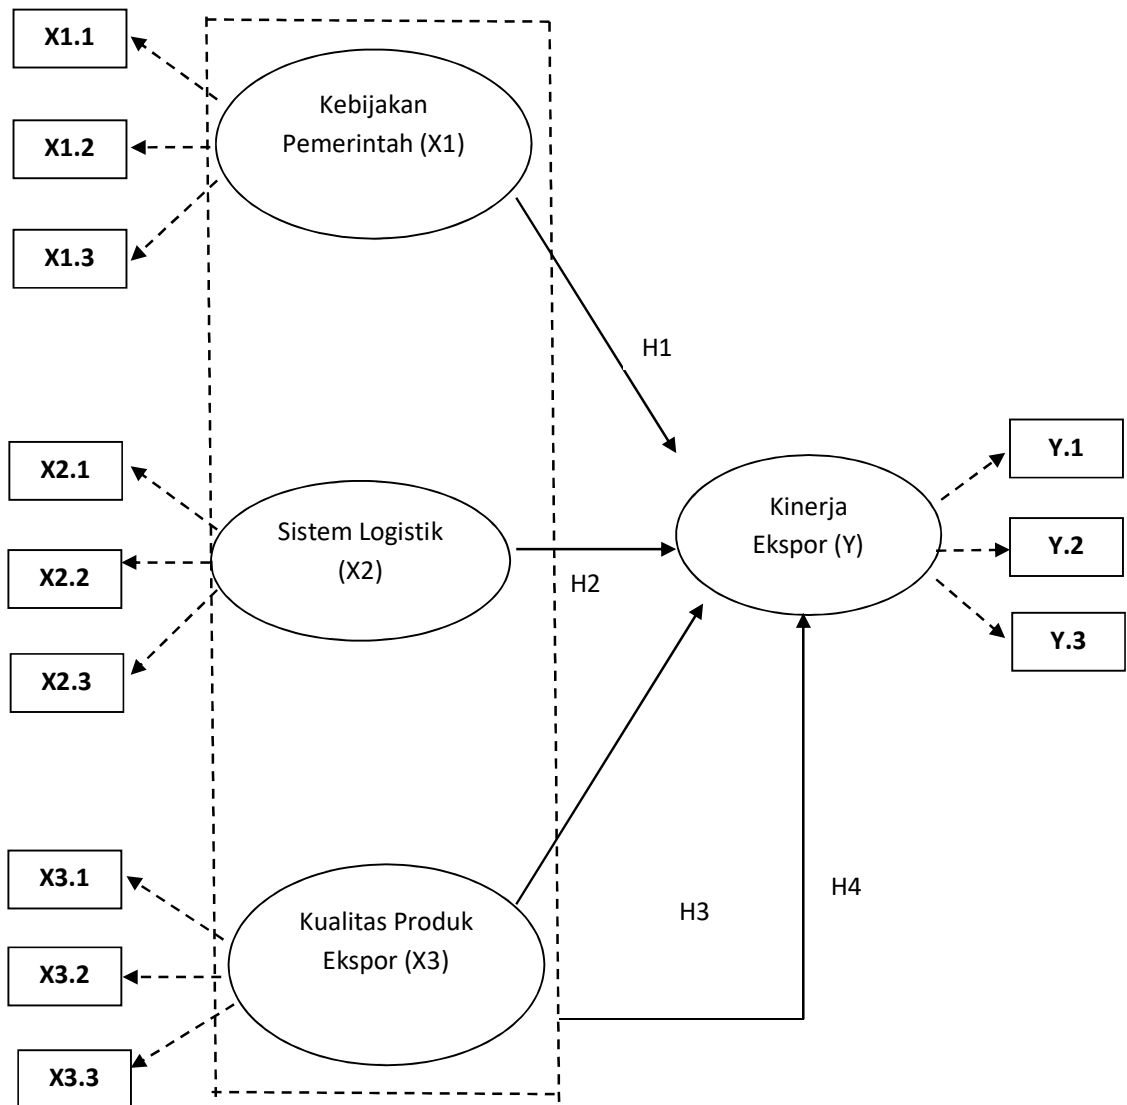 X1.1
X1.2
X1.3
Kebijakan
Pemerintah (X1)
H1
X2.1
X2.2
X2.3
Sistem Logistik
(X2)
H2
Kinerja
Ekspor (Y)
Y.1
Y.2
Y.3
X3.1
X3.2
X3.3
Kualitas Produk
Ekspor (X3)
H3
H4